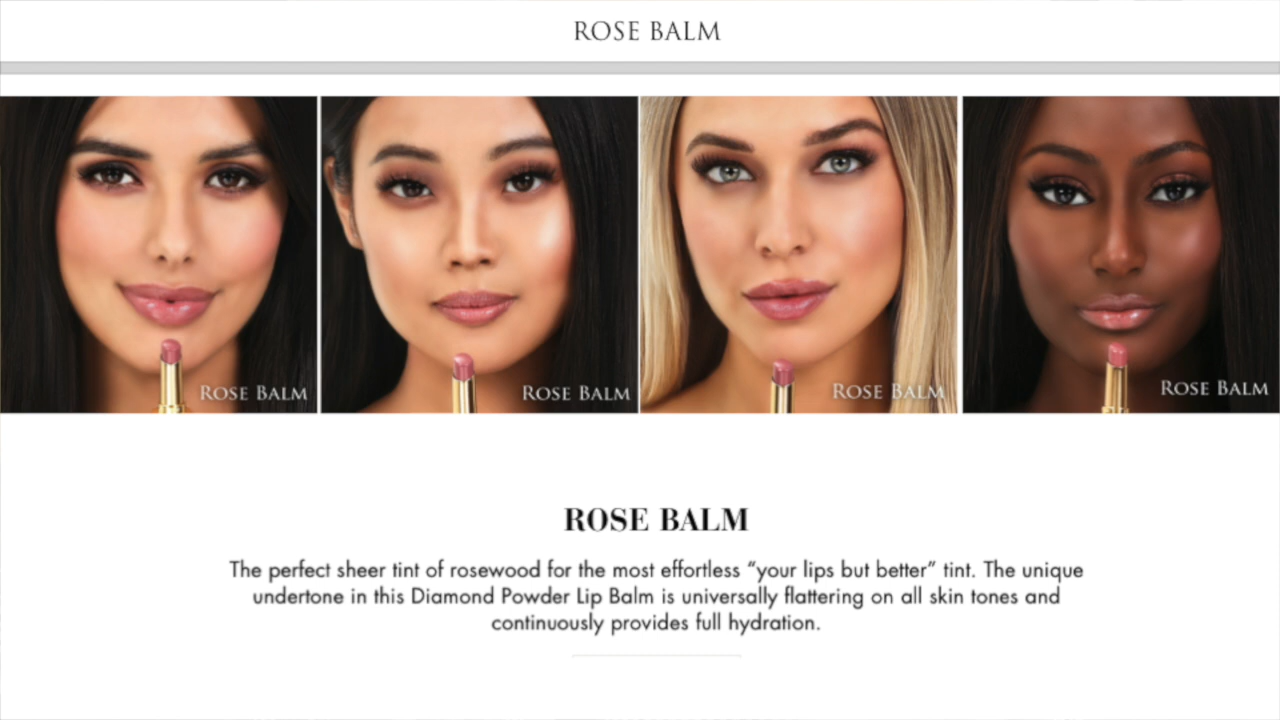 ROSE BALM
ROSE BALM
ROSE BALM
ROSE BALM
ROSE BALM
ROSE BALM
The perfect sheer tint of rosewood for the most effortless “your lips but better” tint. The unique
undertone in this Diamond Powder Lip Balm is universally flattering on all skin tones and
continuously provides full hydration.